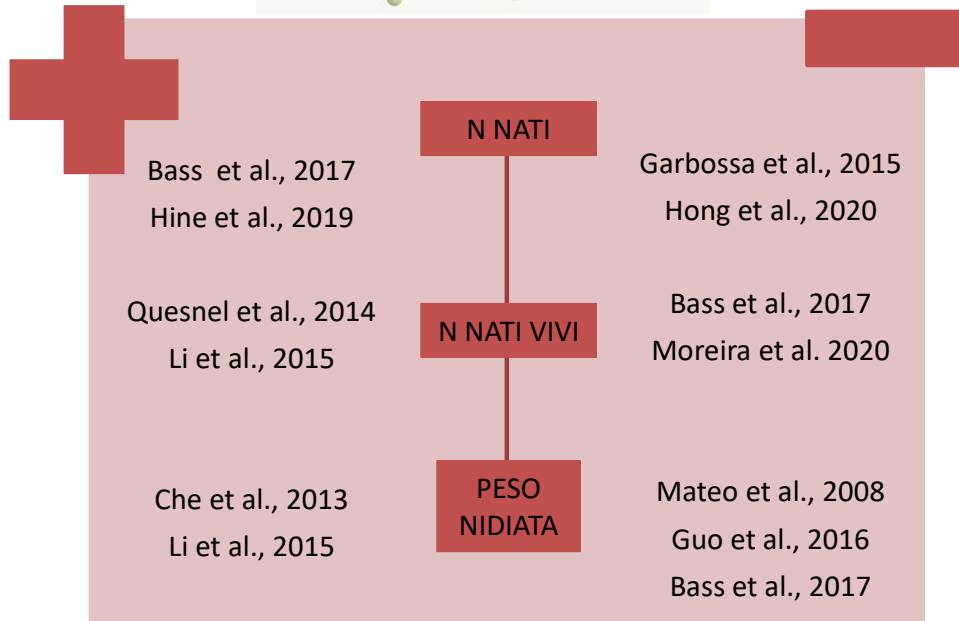 N NATI
Bass et al., 2017
Hine et al., 2019
Garbossa et al., 2015
Hong et al., 2020
Quesnel et al., 2014
Li et al., 2015
N NATI VIVI
Bass et al., 2017
Moreira et al. 2020
Che et al., 2013
Li et al., 2015
PESO
NIDIATA
Mateo et al., 2008
Guo et al., 2016
Bass et al., 2017